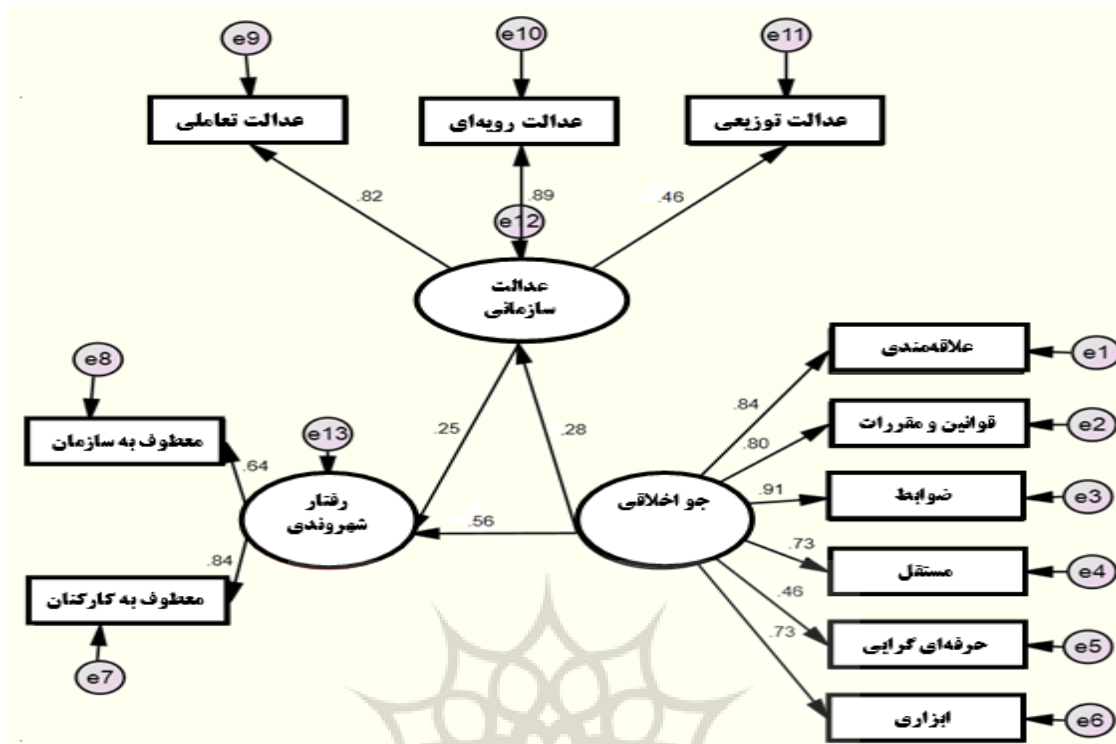 e9
e10
e11
عدالت تعاملی
عدالت رویه‌ای
عدالت توزیعی
.82
.89
.46
e12
عدالت
سازمانی
e8
معطوف به سازمان
.64
e13
.25
.28
رفتار
شهروندی
.56
جو اخلاقی
.84
معطوف به کارکنان
e7
.84
علاقه‌مندی
e1
.80
قوانین و مقررات
e2
.91
ضوابط
e3
.73
مستقل
e4
.46
حرفه‌ای گرایی
e5
.73
ابزاری
e6